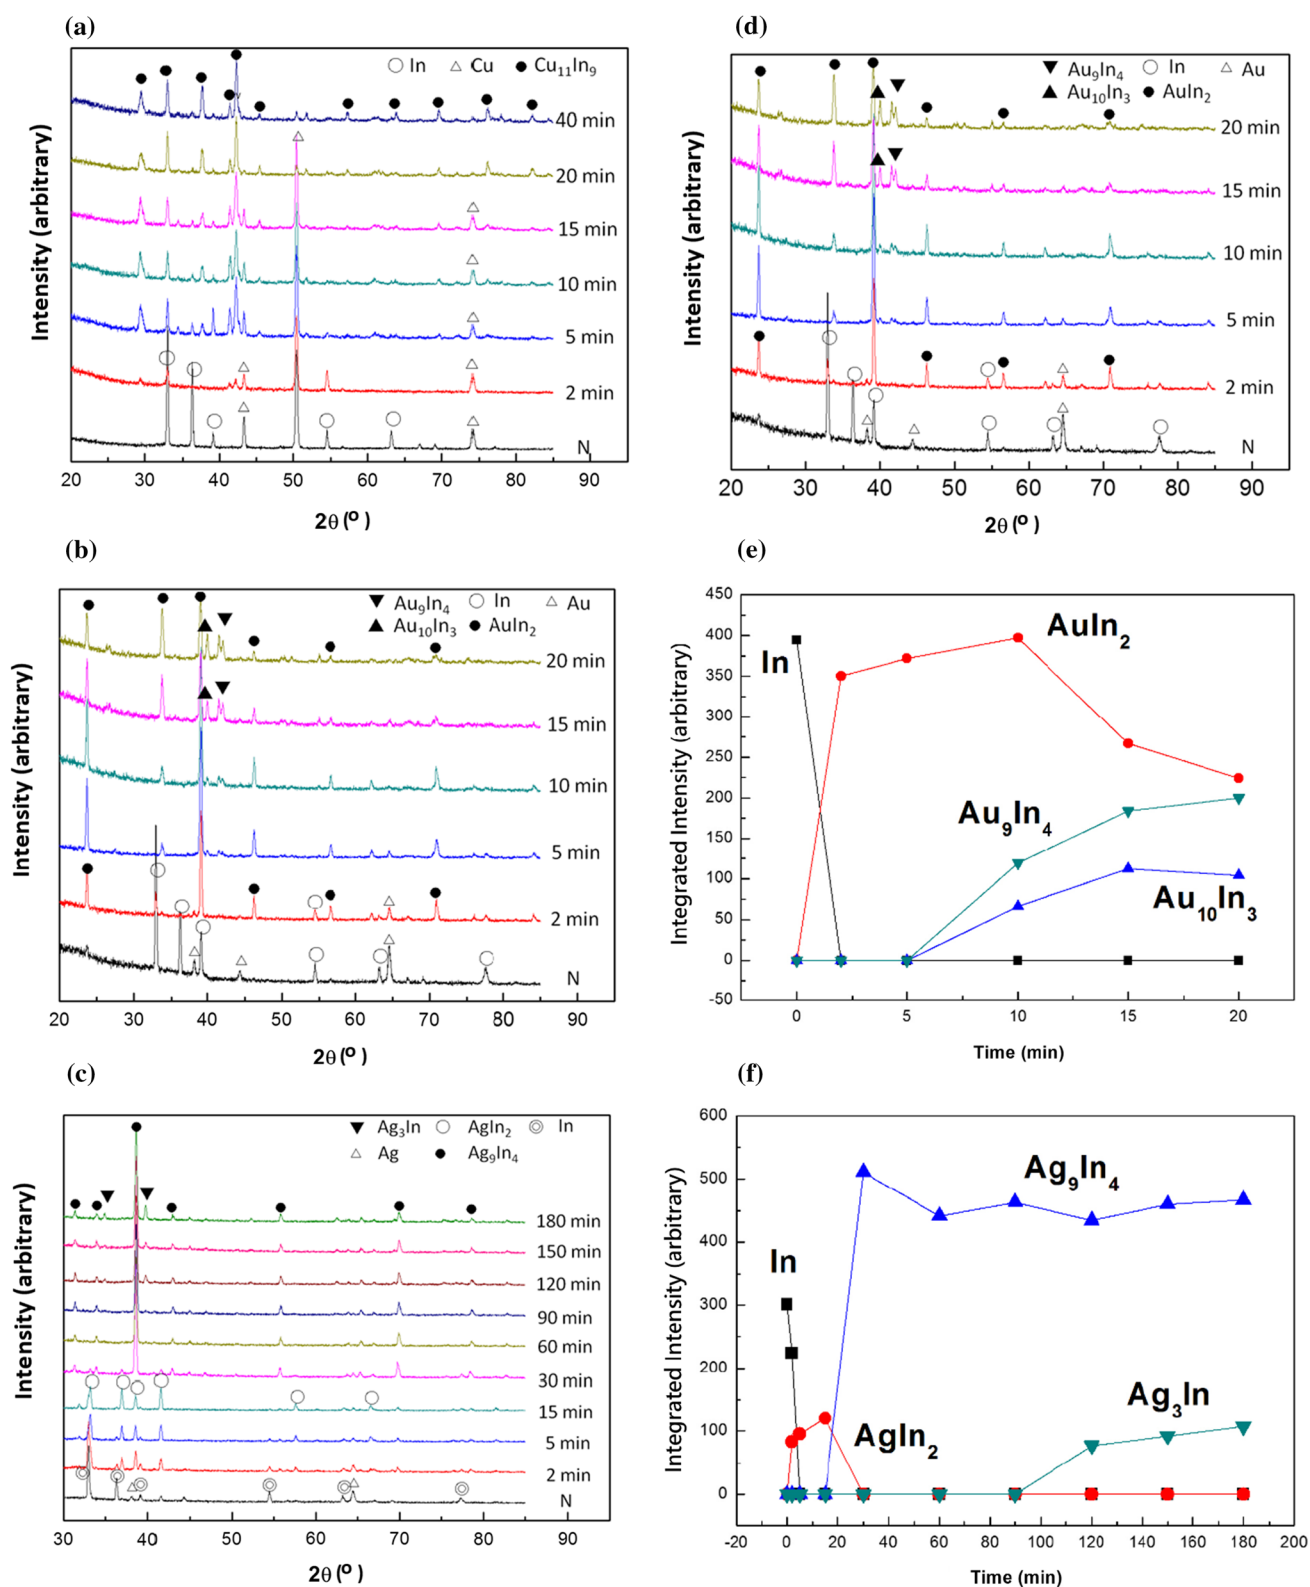 (a)
In Cu Cu11In9
40 min
20 min
15 min
10 min
5 min
2 min
N
Intensity (arbitrary)
20 30 40 50 60 70 80 90
2θ (°)
(d)
Au9In4 In Au
Au10In3 AuIn2
20 min
15 min
10 min
5 min
2 min
N
Intensity (arbitrary)
20 30 40 50 60 70 80 90
2θ (°)
(b)
Au9In4 In Au
Au10In3 AuIn2
20 min
15 min
10 min
5 min
2 min
N
Intensity (arbitrary)
20 30 40 50 60 70 80 90
2θ (°)
(e)
450
400
350
300
250
200
150
100
50
0
-50
Integrated Intensity (arbitrary)
In
AuIn2
Au9In4
Au10In3
0 5 10 15 20
Time (min)
(c)
Ag3In AgIn2 In
Ag Ag9In4
180 min
150 min
120 min
90 min
60 min
30 min
15 min
5 min
2 min
N
Intensity (arbitrary)
30 40 50 60 70 80 90
2θ (°)
(f)
600
500
400
300
200
100
0
Integrated Intensity (arbitrary)
In
Ag9In4
AgIn2
Ag3In
-20 0 20 40 60 80 100 120 140 160 180 200
Time (min)